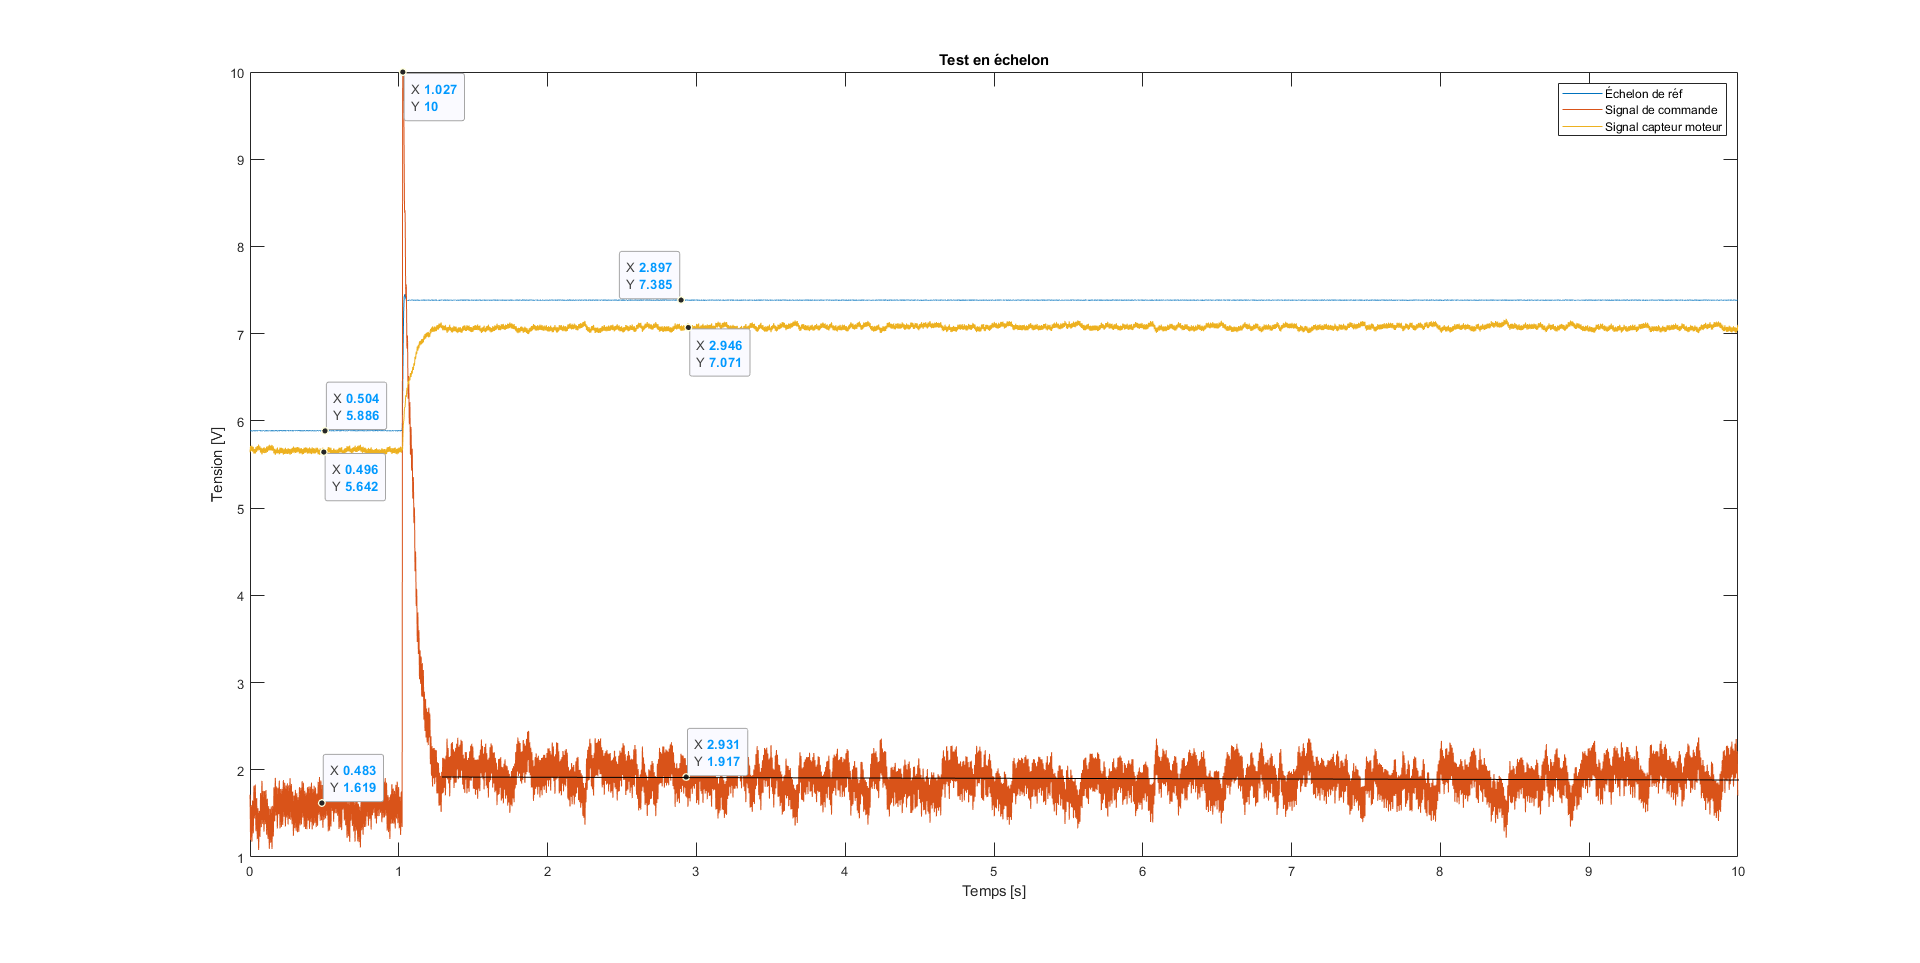 Test en échelon
Échelon de réf
Signal de commande
Signal capteur moteur
X 1.027
Y 10
X 2.897
Y 7.385
X 2.946
Y 7.071
X 0.504
Y 5.886
X 0.496
Y 5.642
X 2.931
Y 1.917
X 0.483
Y 1.619
Tension [V]
10
9
8
7
6
5
4
3
2
1
0 1 2 3 4 5 6 7 8 9 10
Temps [s]